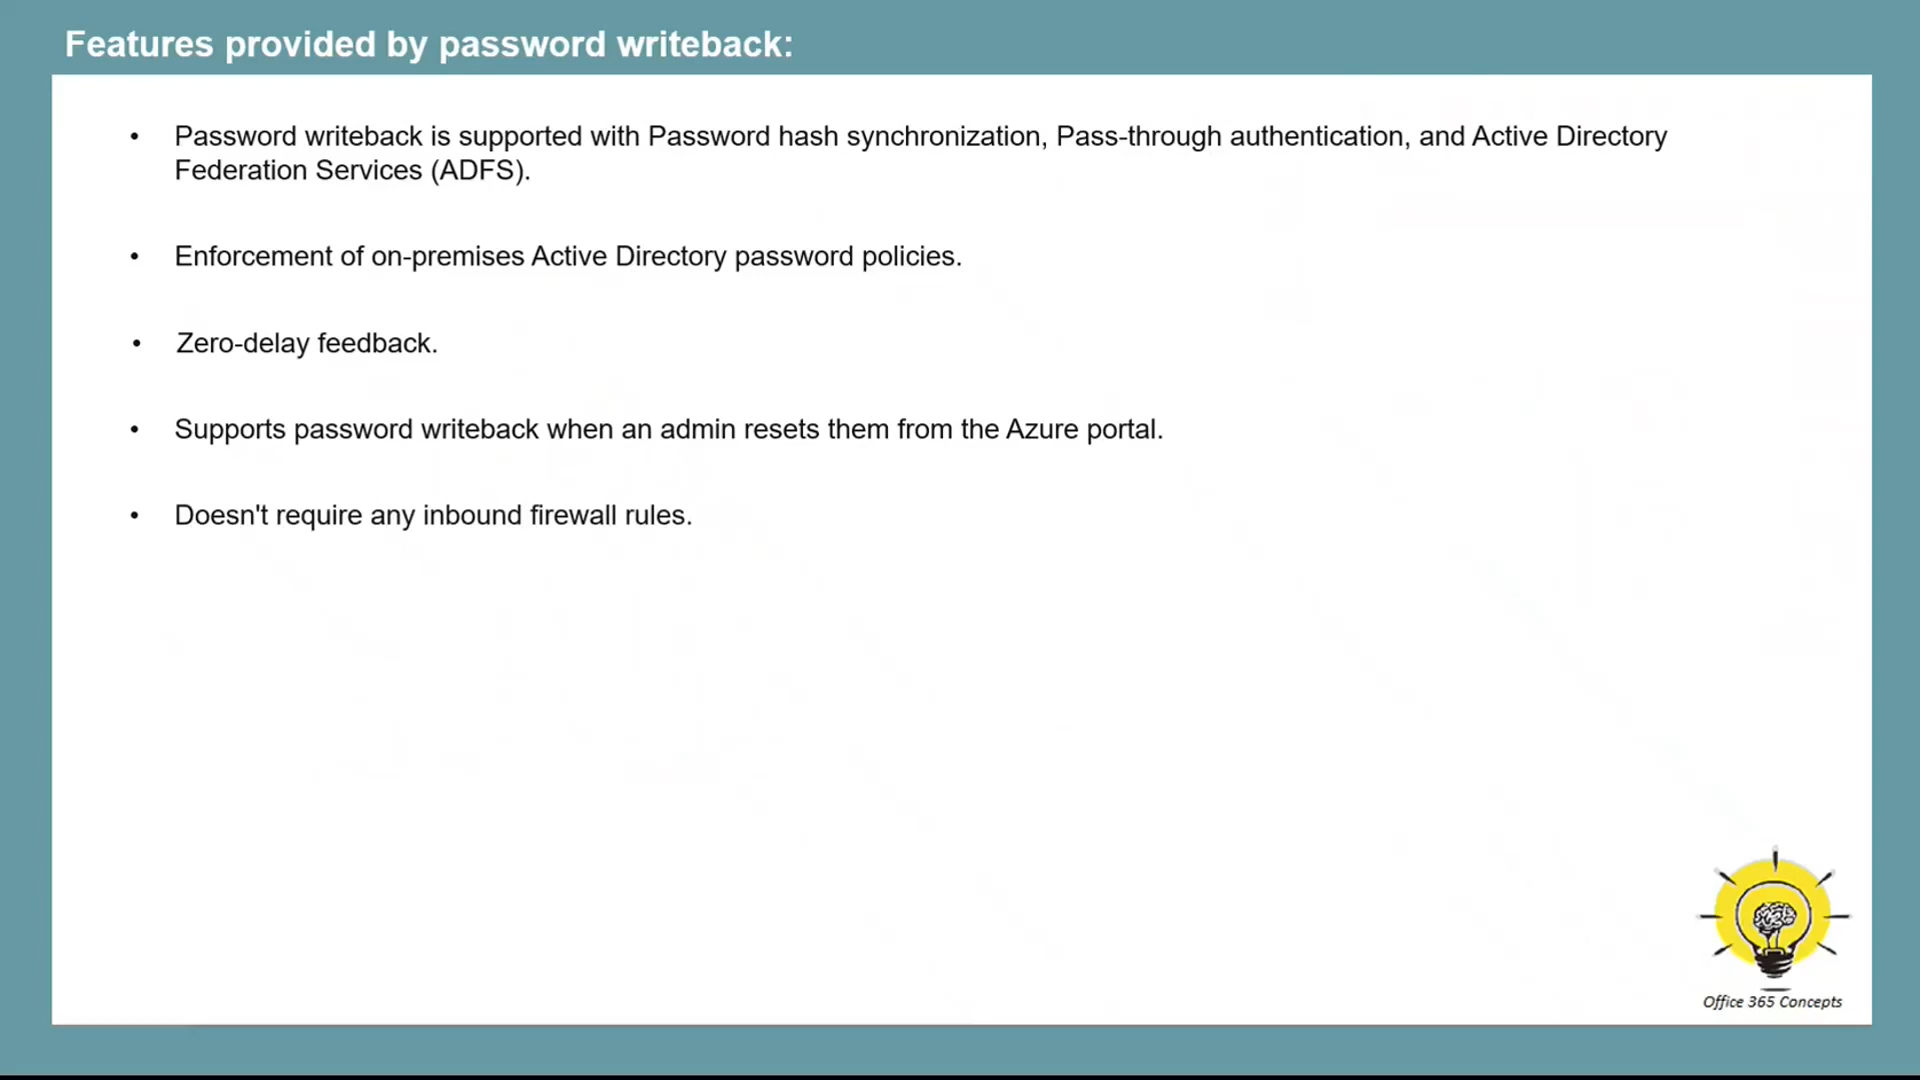 Features provided by password writeback:
• Password writeback is supported with Password hash synchronization, Pass-through authentication, and Active Directory
Federation Services (ADFS).
• Enforcement of on-premises Active Directory password policies.
• Zero-delay feedback.
• Supports password writeback when an admin resets them from the Azure portal.
• Doesn't require any inbound firewall rules.
Office 365 Concepts